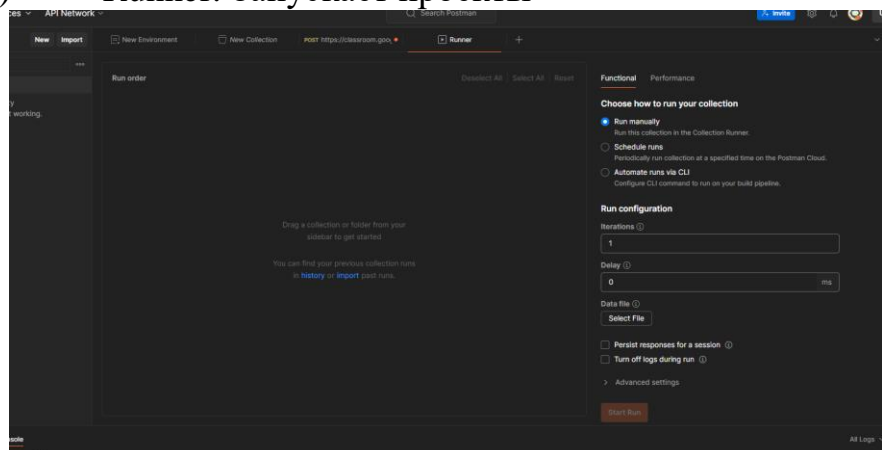 Runner: запускает проекти
ces API Network Search Postman Invite
New Import New Environment New Collection POST https://classroom.goo, Runner
Run order Deselect All Select All Reset
y
t working.
Drag a collection or folder from your
sidebar to get started
You can find your previous collection runs
in history or import past runs.
Functional Performance
Choose how to run your collection
Run manually
Run this collection in the Collection Runner.
Schedule runs
Periodically run collection at a specified time on the Postman Cloud.
Automate runs via CLI
Configure CLI command to run on your build pipeline.
Run configuration
Iterations
1
Delay
0 ms
Data file
Select File
Persist responses for a session
Turn off logs during run
Advanced settings
Start Run
nsole All Logs